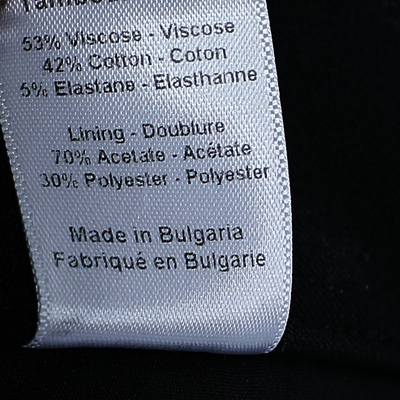 53% Viscose - Viscose
42% Cotton - Coton
5% Elastane - Elasthanne
Lining - Doublure
70% Acetate - Acétate
30% Polyester - Polyester
Made in Bulgaria
Fabriqué en Bulgarie